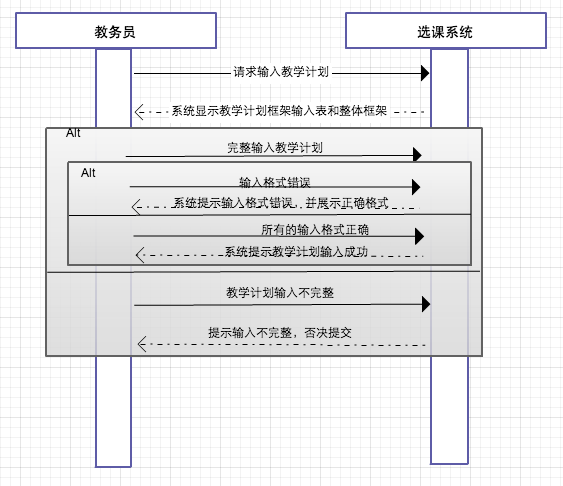 教务员
选课系统
请求输入教学计划
系统显示教学计划框架输入表和整体框架
Alt
完整输入教学计划
Alt
输入格式错误
系统提示输入格式错误，并展示正确格式
所有的输入格式正确
系统提示教学计划输入成功
教学计划输入不完整
提示输入不完整，否决提交